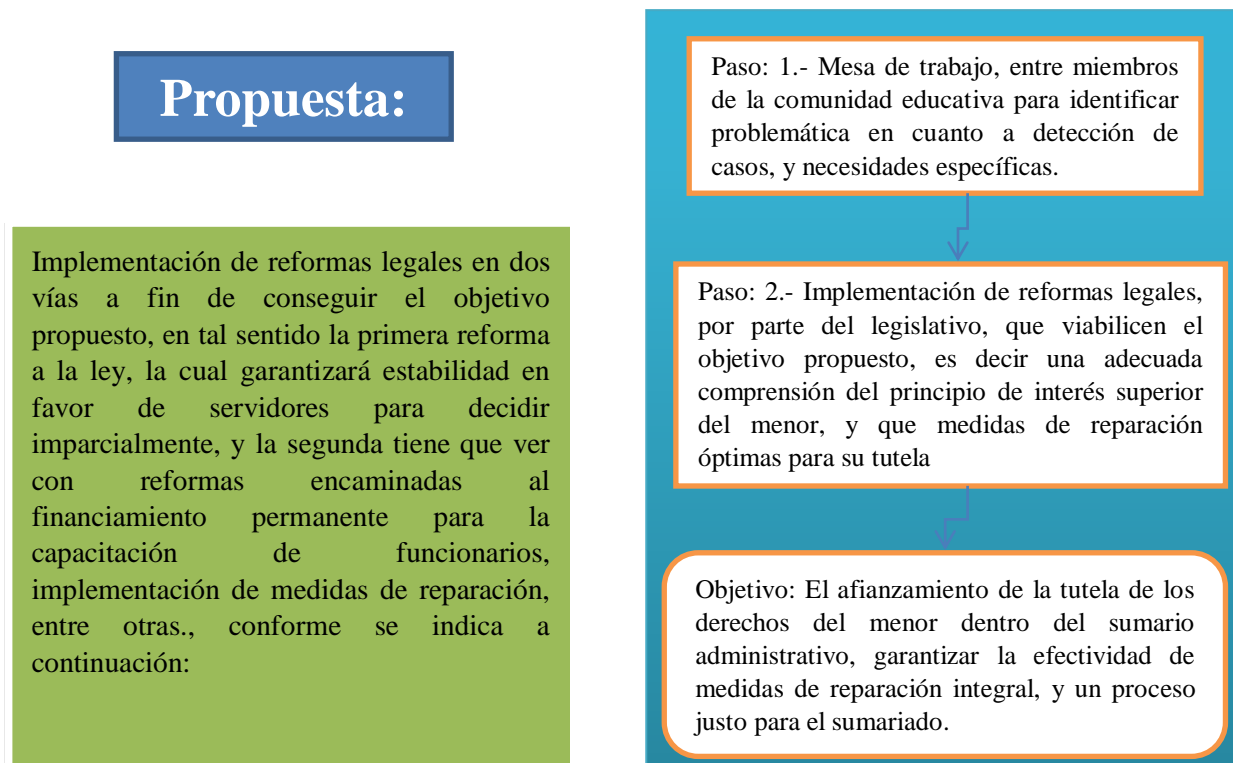 Propuesta:
Implementación de reformas legales en dos
vías a fin de conseguir el objetivo
propuesto, en tal sentido la primera reforma
a la ley, la cual garantizará estabilidad en
favor de servidores para decidir
imparcialmente, y la segunda tiene que ver
con reformas encaminadas al
financiamiento permanente para la
capacitación de funcionarios,
implementación de medidas de reparación,
entre otras., conforme se indica a
continuación:
Paso: 1.- Mesa de trabajo, entre miembros
de la comunidad educativa para identificar
problemática en cuanto a detección de
casos, y necesidades específicas.
Paso: 2.- Implementación de reformas legales,
por parte del legislativo, que viabilicen el
objetivo propuesto, es decir una adecuada
comprensión del principio de interés superior
del menor, y que medidas de reparación
óptimas para su tutela
Objetivo: El afianzamiento de la tutela de los
derechos del menor dentro del sumario
administrativo, garantizar la efectividad de
medidas de reparación integral, y un proceso
justo para el sumariado.